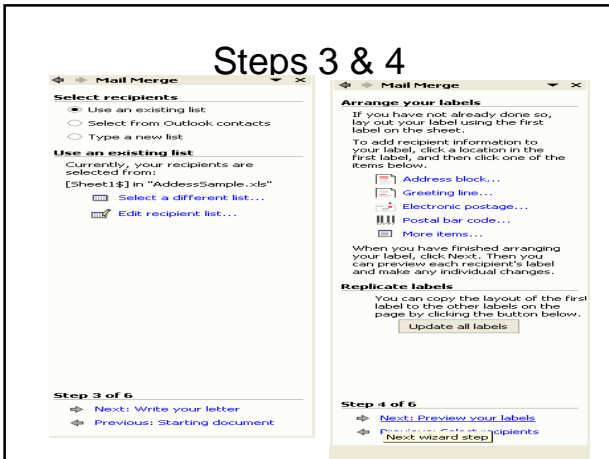 Steps 3 & 4
Mail Merge
Select recipients
Use an existing list
Select from Outlook contacts
Type a new list
Use an existing list
Currently, your recipients are
selected from:
[Sheet1$] in "AddessSample.xls"
Select a different list...
Edit recipient list...
Step 3 of 6
Next: Write your letter
Previous: Starting document
Mail Merge
Arrange your labels
If you have not already done so,
lay out your label using the first
label on the sheet.
To add recipient information to
your label, click a location in the
first label, and then click one of the
items below.
Address block...
Greeting line...
Electronic postage...
Postal bar code...
More items...
When you have finished arranging
your label, click Next. Then you
can preview each recipient's label
and make any individual changes.
Replicate labels
You can copy the layout of the first
label to the other labels on the
page by clicking the button below.
Update all labels
Step 4 of 6
Next: Preview your labels
Previous: Select recipients
Next wizard step